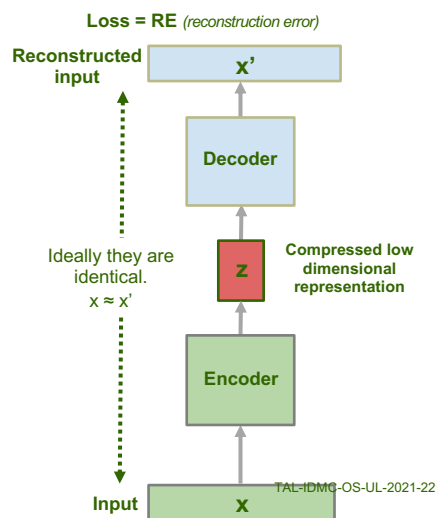 Loss = RE (reconstruction error)
Reconstructed
input
x’
Decoder
Ideally they are
identical.
x ≈ x’
z
Compressed low
dimensional
representation
Encoder
TAL-IDMC-OS-UL-2021-22
Input
x